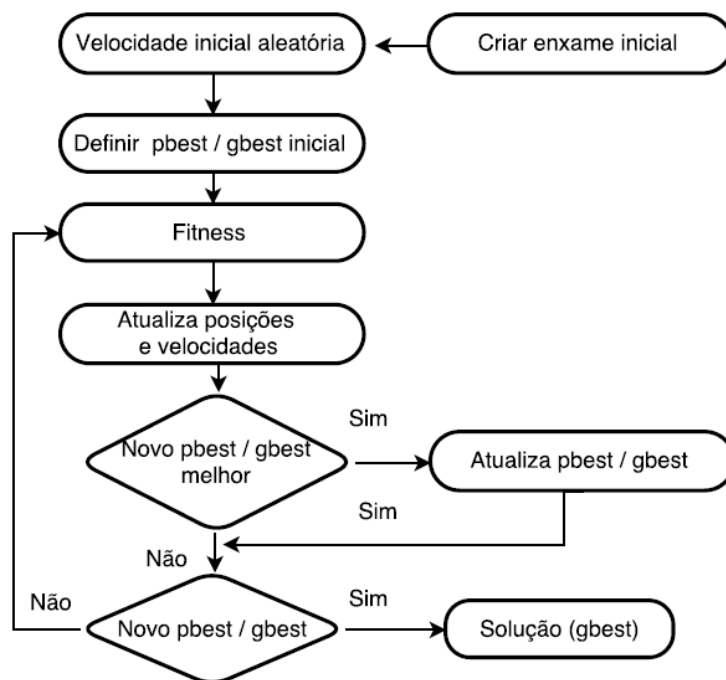 Velocidade inicial aleatória
Criar enxame inicial
Definir pbest / gbest inicial
Fitness
Atualiza posições
e velocidades
Novo pbest / gbest
melhor
Sim
Atualiza pbest / gbest
Sim
Não
Não
Novo pbest / gbest
Sim
Solução (gbest)